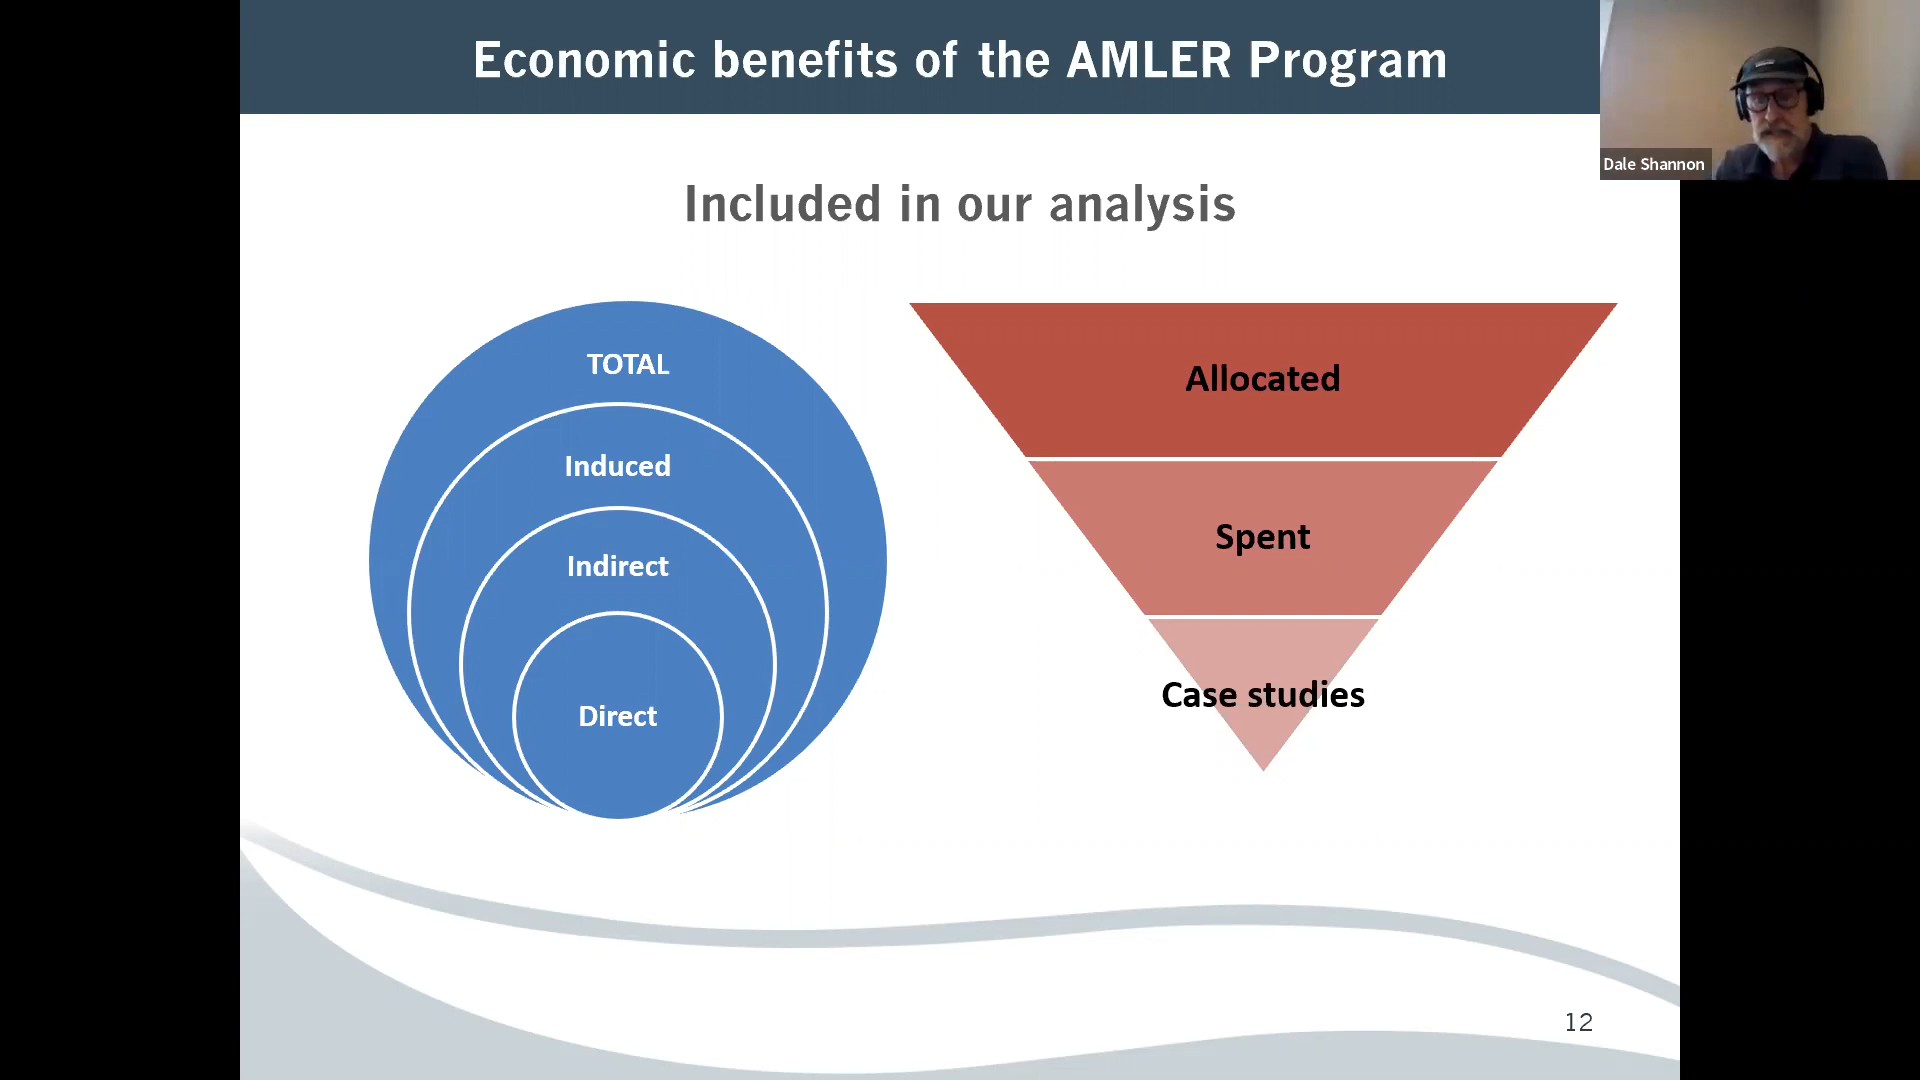 Economic benefits of the AMLER Program
Dale Shannon
Included in our analysis
TOTAL
Induced
Indirect
Direct
Allocated
Spent
Case studies
12